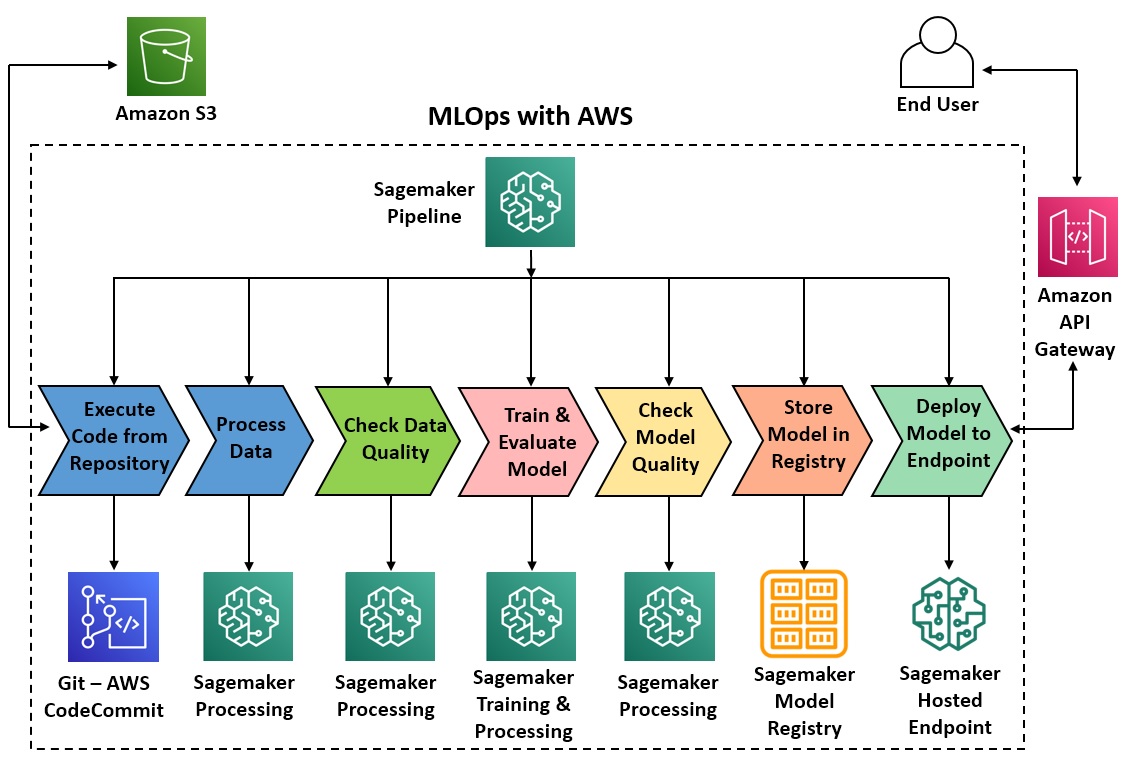 Amazon S3
End User
MLOps with AWS
Sagemaker
Pipeline
Amazon
API
Gateway
Execute
Code from
Repository
Process
Data
Check Data
Quality
Train &
Evaluate
Model
Check
Model
Quality
Store
Model in
Registry
Deploy
Model to
Endpoint
Git – AWS
CodeCommit
Sagemaker
Processing
Sagemaker
Processing
Sagemaker
Training &
Processing
Sagemaker
Processing
Sagemaker
Model
Registry
Sagemaker
Hosted
Endpoint